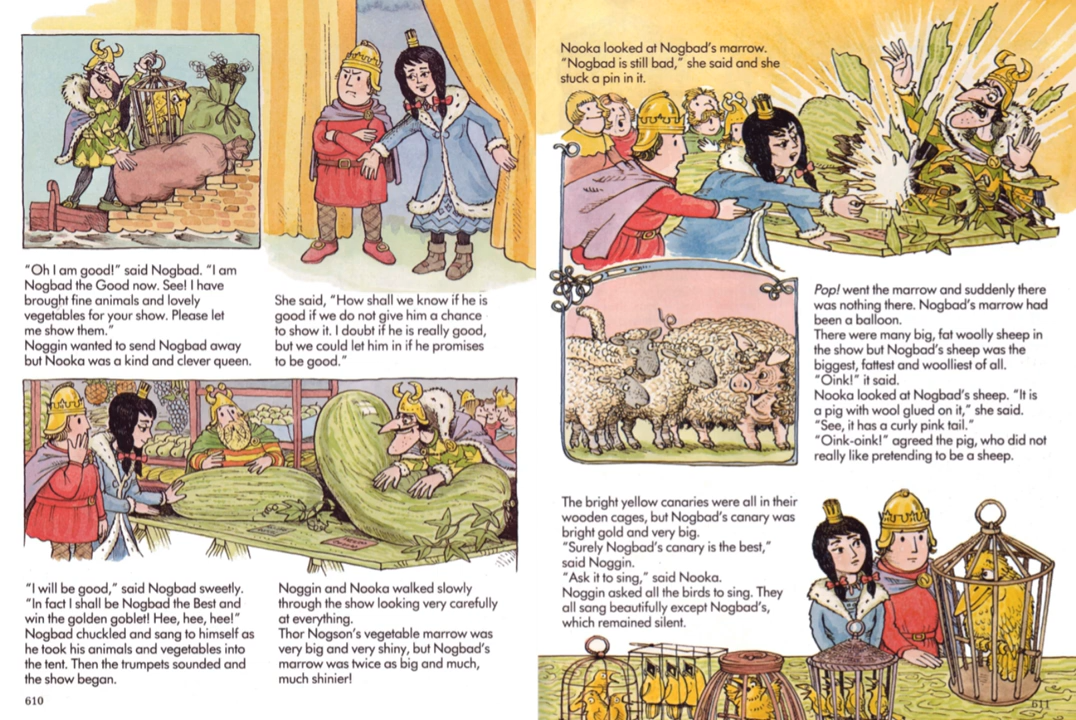 "Oh I am good!" said Nogbad. "I am
Nogbad the Good now. See! I have
brought fine animals and lovely
vegetables for your show. Please let
me show them."
Noggin wanted to send Nogbad away
but Nooka was a kind and clever queen.
She said, "How shall we know if he is
good if we do not give him a chance
to show it. I doubt if he is really good,
but we could let him in if he promises
to be good."
"I will be good," said Nogbad sweetly.
"In fact I shall be Nogbad the Best and
win the golden goblet! Hee, hee, hee!"
Nogbad chuckled and sang to himself as
he took his animals and vegetables into
the tent. Then the trumpets sounded and
the show began.
Noggin and Nooka walked slowly
through the show looking very carefully
at everything.
Thor Nogson's vegetable marrow was
very big and very shiny, but Nogbad's
marrow was twice as big and much,
much shinier!
610
Nooka looked at Nogbad's marrow.
"Nogbad is still bad," she said and she
stuck a pin in it.
Pop! went the marrow and suddenly there
was nothing there. Nogbad's marrow had
been a balloon.
There were many big, fat woolly sheep in
the show but Nogbad's sheep was the
biggest, fattest and woolliest of all.
"Oink!" it said.
Nooka looked at Nogbad's sheep. "It is
a pig with wool glued on it," she said.
"See, it has a curly pink tail."
"Oink-oink!" agreed the pig, who did not
really like pretending to be a sheep.
The bright yellow canaries were all in their
wooden cages, but Nogbad's canary was
bright gold and very big.
"Surely Nogbad's canary is the best,"
said Noggin.
"Ask it to sing," said Nooka.
Noggin asked all the birds to sing. They
all sang beautifully except Nogbad's,
which remained silent.
611